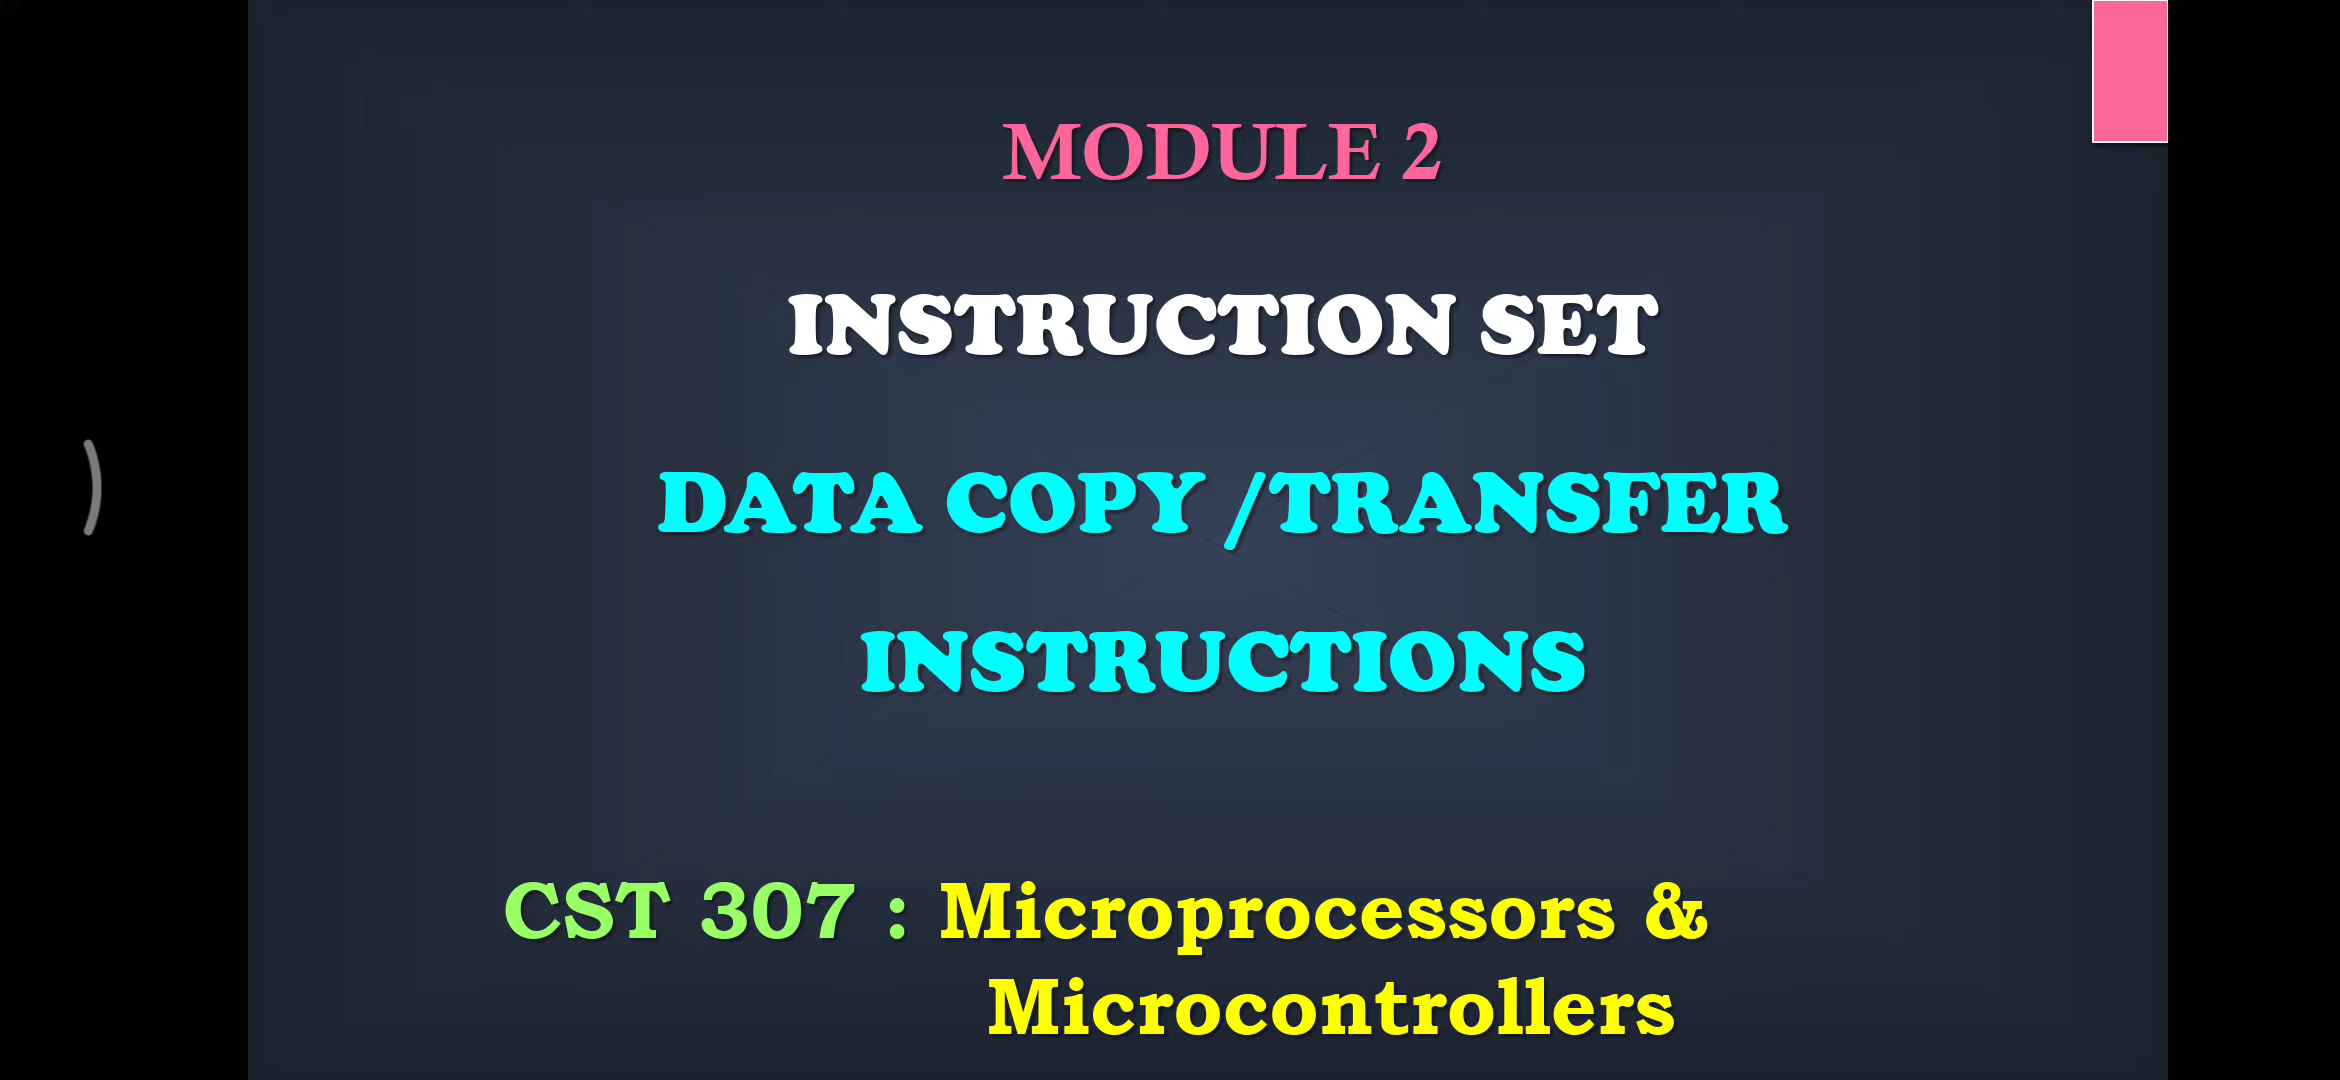 MODULE 2
INSTRUCTION SET
DATA COPY /TRANSFER
INSTRUCTIONS
CST 307 : Microprocessors &
Microcontrollers